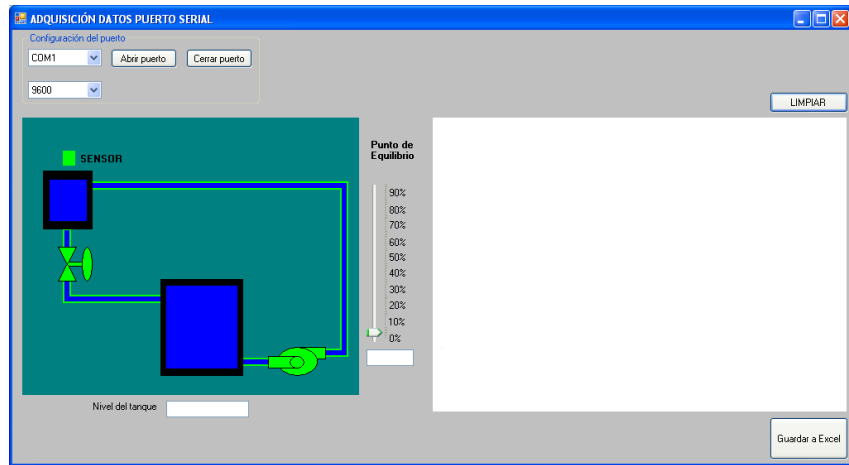 ADQUISICIÓN DATOS PUERTO SERIAL
Configuración del puerto
COM1
Abrir puerto
Cerrar puerto
9600
LIMPIAR
SENSOR
Punto de
Equilibrio
90%
80%
70%
60%
50%
40%
30%
20%
10%
0%
Nivel del tanque
Guardar a Excel